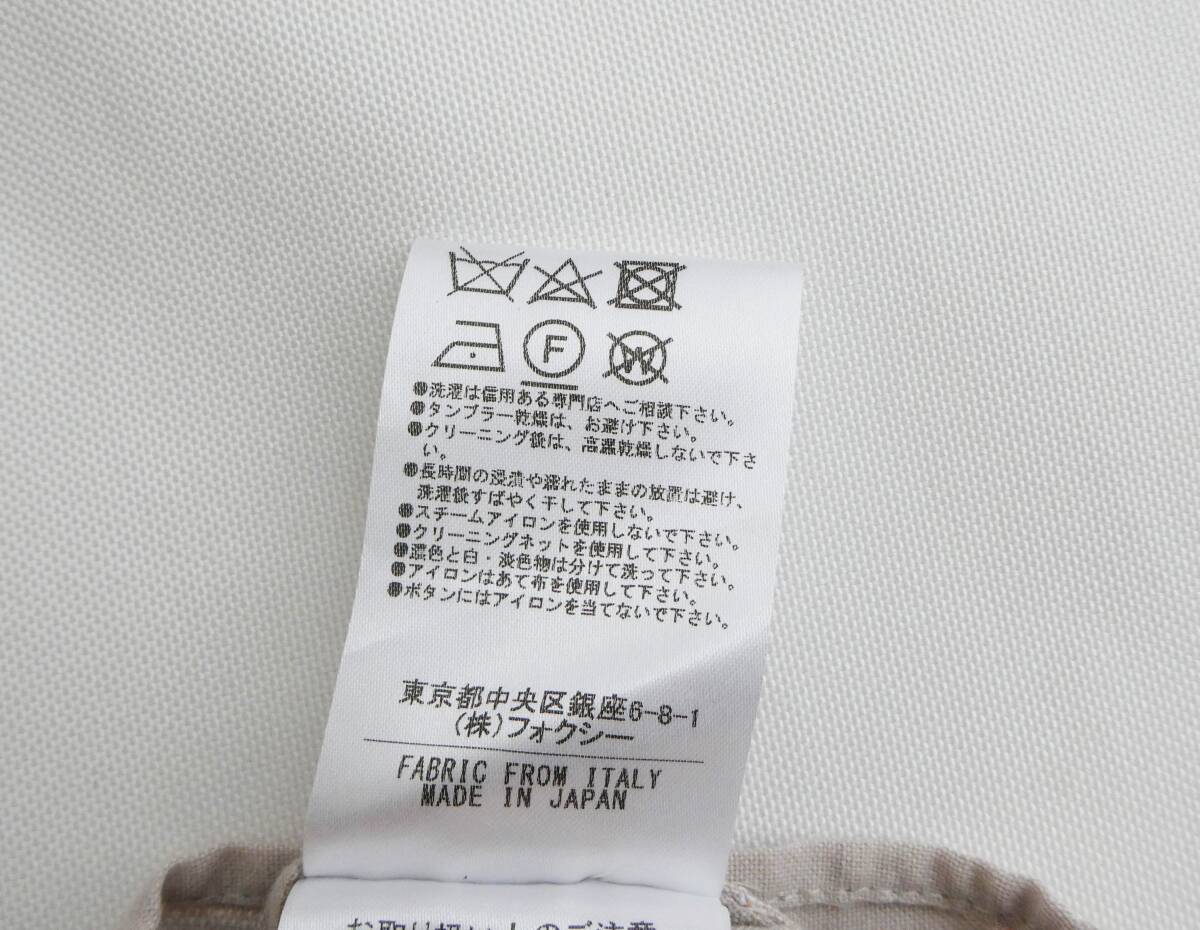 F
W
●洗濯は信用ある専門店へご相談下さい。
●タンブラー乾燥は、お避け下さい。
●クリーニング後は、高温乾燥しないで下さ
い。
●長時間の浸漬や濡れたままの放置は避け、
洗濯後すばやく干して下さい。
●スチームアイロンを使用しないで下さい。
●クリーニングネットを使用して下さい。
●濃色と白・淡色物は分けて洗って下さい。
●アイロンはあて布を使用して下さい。
●ボタンにはアイロンを当てないで下さい。
東京都中央区銀座6-8-1
(株)フォクシー
FABRIC FROM ITALY
MADE IN JAPAN
お取り扱い上のご注意